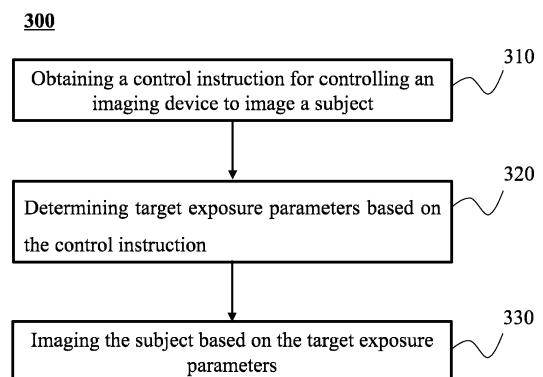 300
310
Obtaining a control instruction for controlling an
imaging device to image a subject
320
Determining target exposure parameters based on
the control instruction
330
Imaging the subject based on the target exposure
parameters